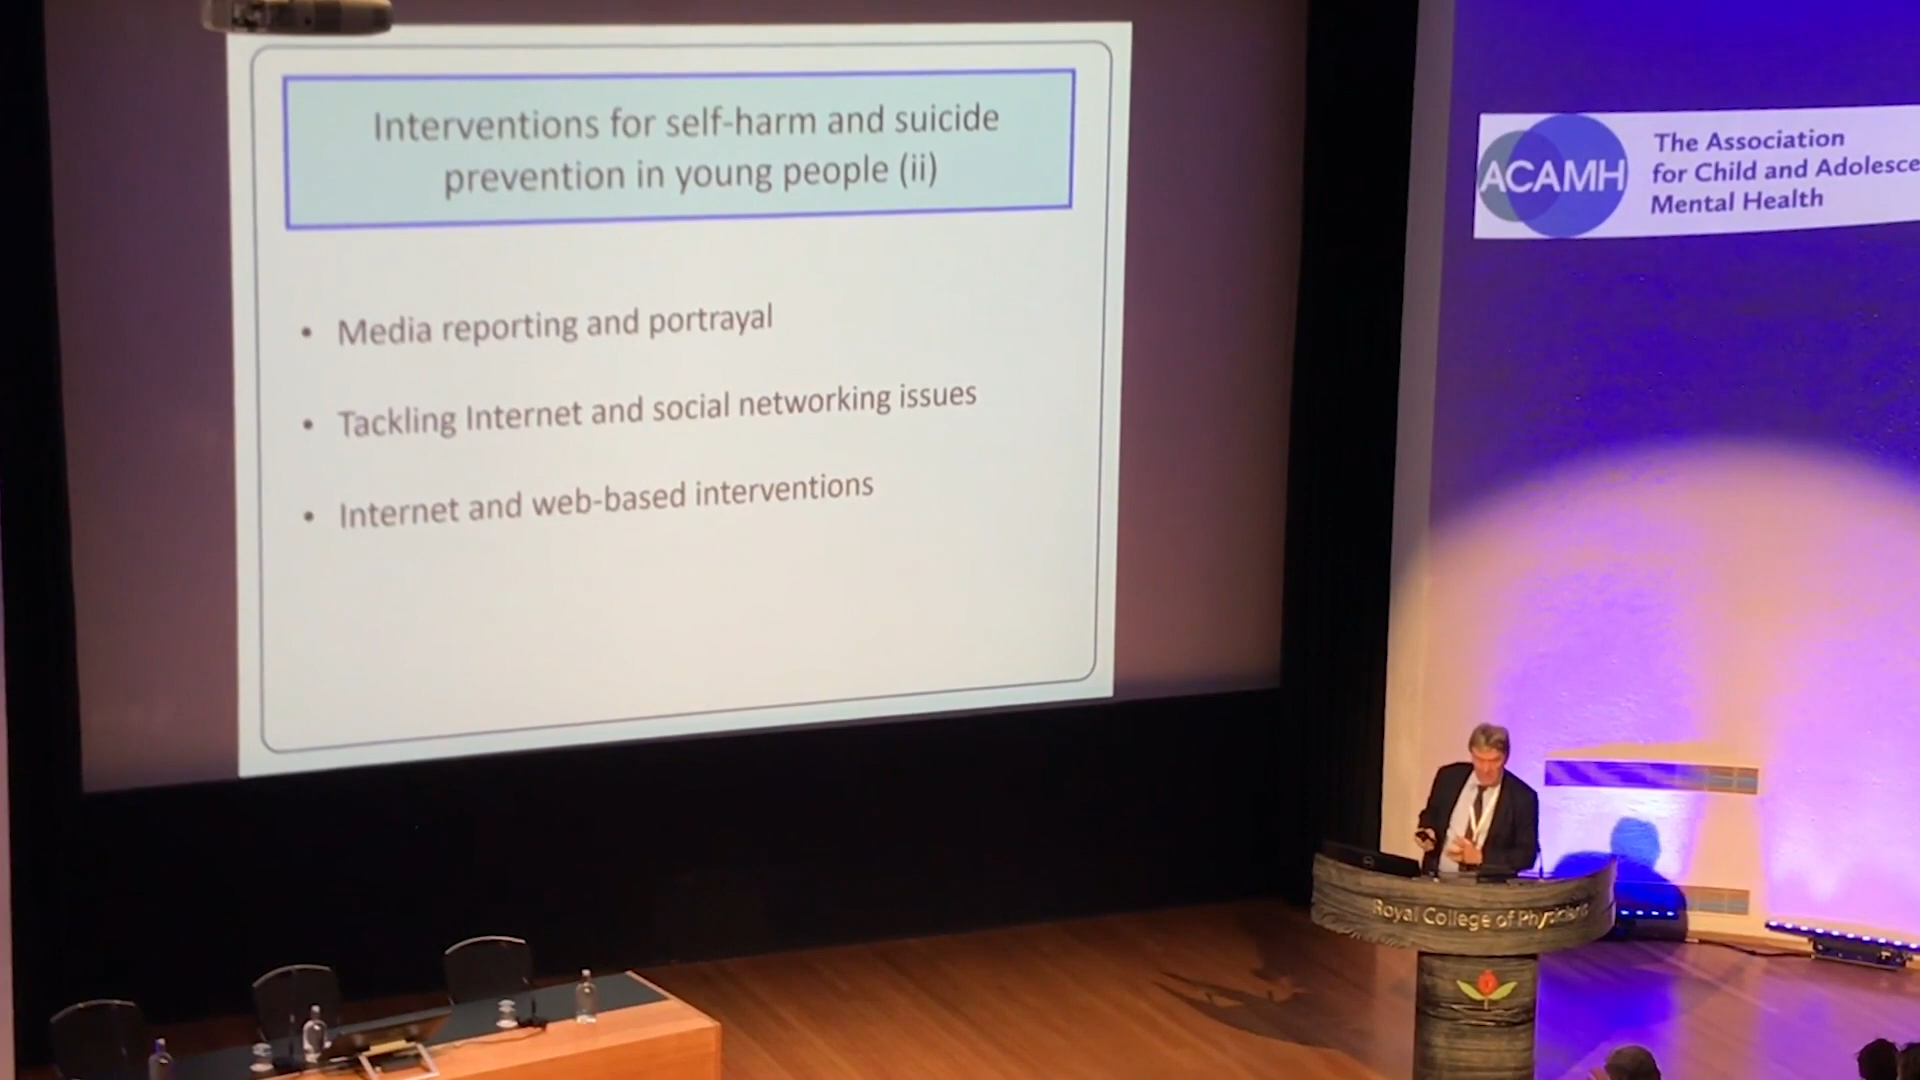 Interventions for self-harm and suicide
prevention in young people (ii)
• Media reporting and portrayal
• Tackling Internet and social networking issues
• Internet and web-based interventions
ACAMH
The Association
for Child and Adolesce
Mental Health
Royal College of Physicians